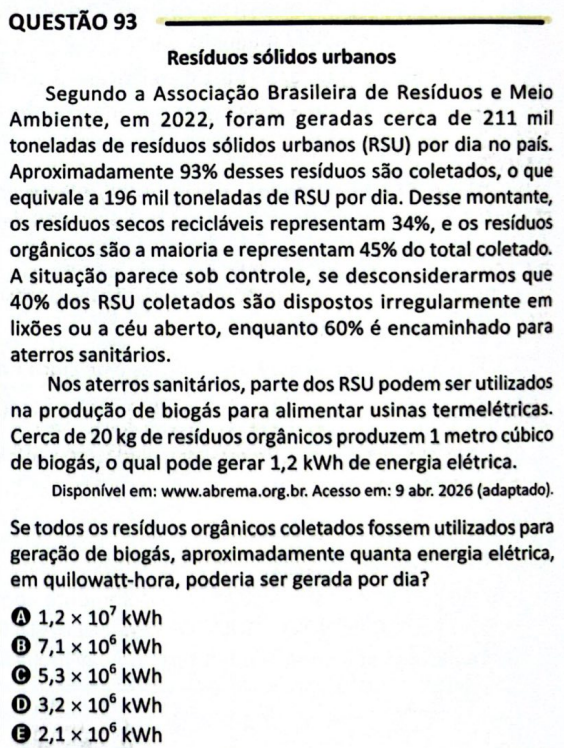 QUESTÃO 93
Resíduos sólidos urbanos
Segundo a Associação Brasileira de Resíduos e Meio
Ambiente, em 2022, foram geradas cerca de 211 mil
toneladas de resíduos sólidos urbanos (RSU) por dia no país.
Aproximadamente 93% desses resíduos são coletados, o que
equivale a 196 mil toneladas de RSU por dia. Desse montante,
os resíduos secos recicláveis representam 34%, e os resíduos
orgânicos são a maioria e representam 45% do total coletado.
A situação parece sob controle, se desconsiderarmos que
40% dos RSU coletados são dispostos irregularmente em
lixões ou a céu aberto, enquanto 60% é encaminhado para
aterros sanitários.
Nos aterros sanitários, parte dos RSU podem ser utilizados
na produção de biogás para alimentar usinas termelétricas.
Cerca de 20 kg de resíduos orgânicos produzem 1 metro cúbico
de biogás, o qual pode gerar 1,2 kWh de energia elétrica.
Disponível em: www.abrema.org.br. Acesso em: 9 abr. 2026 (adaptado).
Se todos os resíduos orgânicos coletados fossem utilizados para
geração de biogás, aproximadamente quanta energia elétrica,
em quilowatt-hora, poderia ser gerada por dia?
A 1,2 × 10⁷ kWh
B 7,1 × 10⁶ kWh
C 5,3 × 10⁶ kWh
D 3,2 × 10⁶ kWh
E 2,1 × 10⁶ kWh